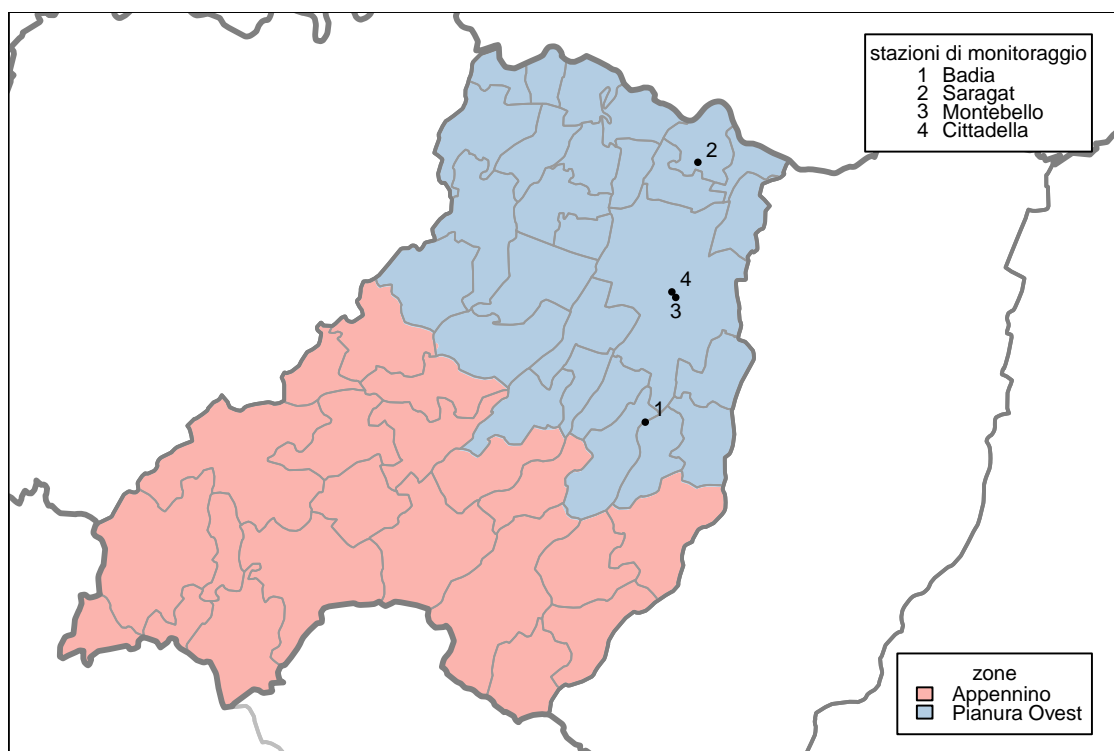 stazioni di monitoraggio
1 Badia
2 Saragat
3 Montebello
4 Cittadella
2
4
3
1
zone
Appennino
Pianura Ovest